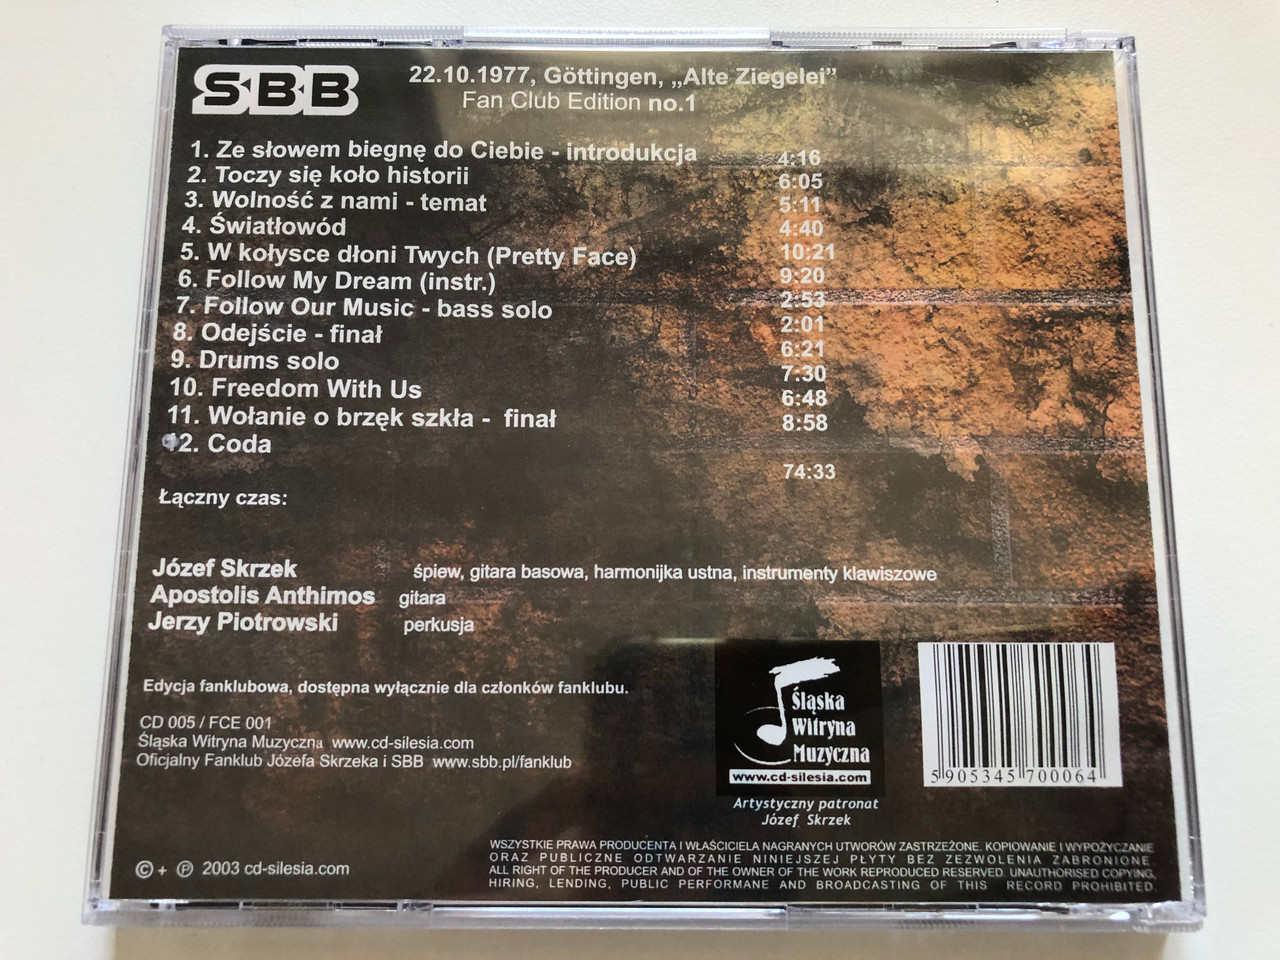 SBB
22.10.1977, Göttingen, „Alte Ziegelei”
Fan Club Edition no.1
1. Ze słowem biegnę do Ciebie - introdukcja 4:16
2. Toczy się koło historii 6:05
3. Wolność z nami - temat 5:11
4. Światłowód 4:40
5. W kołysce dłoni Twych (Pretty Face) 10:21
6. Follow My Dream (instr.) 9:20
7. Follow Our Music - bass solo 2:53
8. Odejście - finał 2:01
9. Drums solo 6:21
10. Freedom With Us 7:30
11. Wołanie o brzęk szkła - finał 6:48
12. Coda 8:58
Łączny czas: 74:33
Józef Skrzek śpiew, gitara basowa, harmonijka ustna, instrumenty klawiszowe
Apostolis Anthimos gitara
Jerzy Piotrowski perkusja
Edycja fanklubowa, dostępna wyłącznie dla członków fanklubu.
CD 005 / FCE 001
Śląska Witryna Muzyczna www.cd-silesia.com
Oficjalny Fanklub Józefa Skrzeka i SBB www.sbb.pl/fanklub
Śląska
Witryna
Muzyczna
www.cd-silesia.com
Artystyczny patronat
Józef Skrzek
5 905345 700064
© + ℗ 2003 cd-silesia.com
WSZYSTKIE PRAWA PRODUCENTA I WŁAŚCICIELA NAGRANYCH UTWORÓW ZASTRZEŻONE. KOPIOWANIE I WYPOŻYCZANIE
ORAZ PUBLICZNE ODTWARZANIE NINIEJSZEJ PŁYTY BEZ ZEZWOLENIA ZABRONIONE.
ALL RIGHT OF THE PRODUCER AND OF THE OWNER OF THE WORK REPRODUCED RESERVED. UNAUTHORISED COPYING,
HIRING, LENDING, PUBLIC PERFORMANE AND BROADCASTING OF THIS RECORD PROHIBITED.